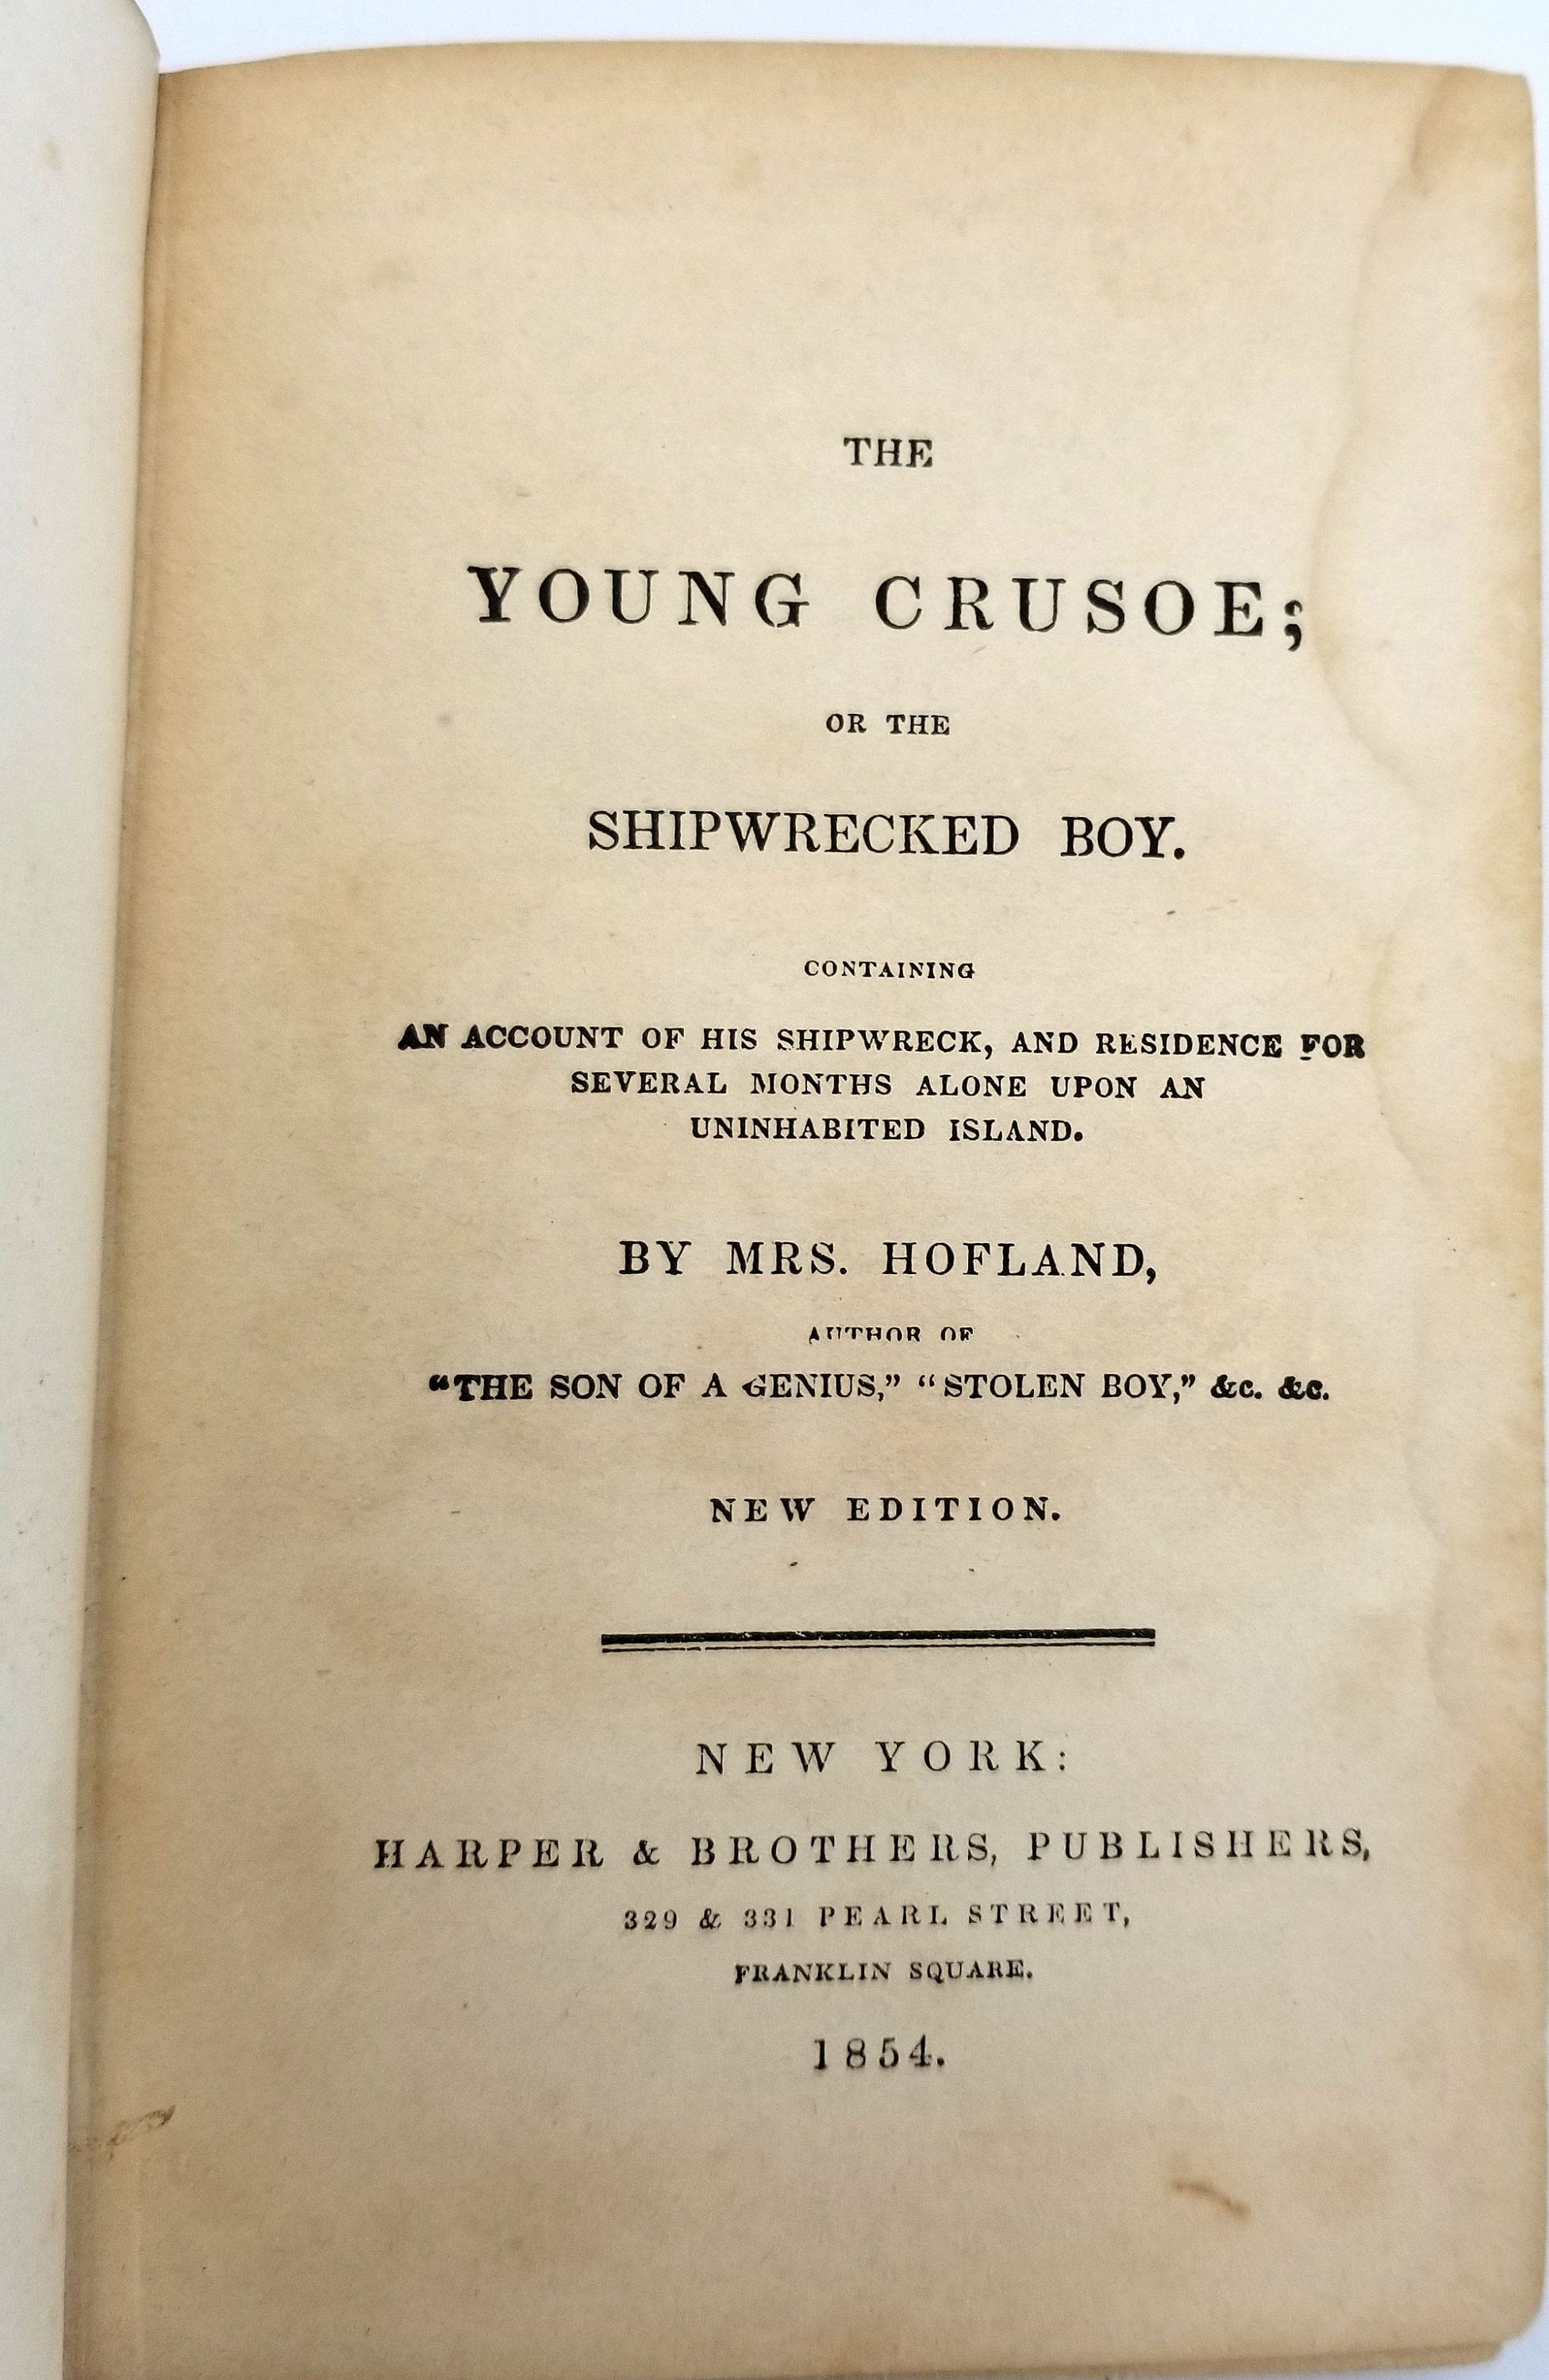 THE
YOUNG CRUSOE;
OR THE
SHIPWRECKED BOY.
CONTAINING
AN ACCOUNT OF HIS SHIPWRECK, AND RESIDENCE FOR
SEVERAL MONTHS ALONE UPON AN
UNINHABITED ISLAND.
BY MRS. HOFLAND,
AUTHOR OF
“THE SON OF A GENIUS,” “STOLEN BOY,” &c. &c.
NEW EDITION.
NEW YORK:
HARPER & BROTHERS, PUBLISHERS,
329 & 331 PEARL STREET,
FRANKLIN SQUARE.
1854.